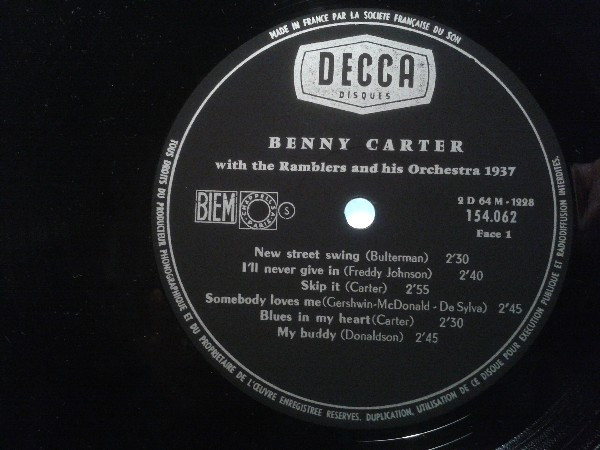 MADE IN FRANCE PAR LA SOCIETE FRANÇAISE DU SON
DECCA
DISQUES
BENNY CARTER
with the Ramblers and his Orchestra 1937
BIEM
CHAPPELL S.A.
PARIS
S
2 D 64 M - 1228
154.062
Face 1
New street swing (Bulterman) 2'30
I'll never give in (Freddy Johnson) 2'40
Skip it (Carter) 2'55
Somebody loves me (Gershwin-McDonald - De Sylva) 2'45
Blues in my heart (Carter) 2'30
My buddy (Donaldson) 2'45
TOUS DROITS DU PRODUCTEUR PHONOGRAPHIQUE ET DU PROPRIETAIRE DE L'ŒUVRE ENREGISTREE RESERVES. DUPLICATION, UTILISATION DE CE DISQUE POUR EXECUTION PUBLIQUE ET RADIODIFFUSION INTERDITES.